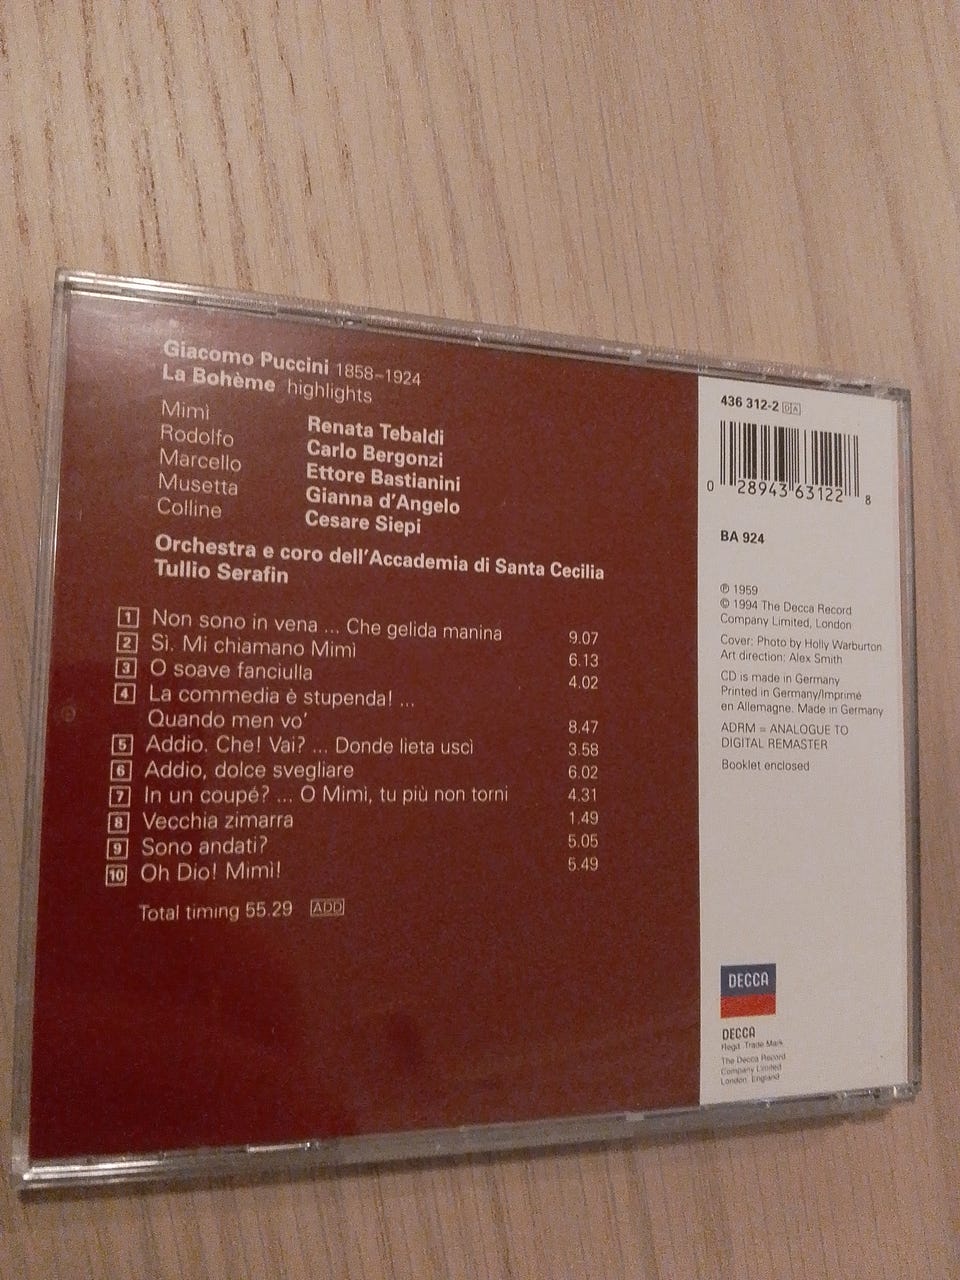 Giacomo Puccini 1858–1924
La Bohème highlights
Mimì Renata Tebaldi
Rodolfo Carlo Bergonzi
Marcello Ettore Bastianini
Musetta Gianna d'Angelo
Colline Cesare Siepi
Orchestra e coro dell'Accademia di Santa Cecilia
Tullio Serafin
1 Non sono in vena ... Che gelida manina 9.07
2 Sì. Mi chiamano Mimì 6.13
3 O soave fanciulla 4.02
4 La commedia è stupenda! ...
Quando men vo' 8.47
5 Addio. Che! Vai? ... Donde lieta uscì 3.58
6 Addio, dolce svegliare 6.02
7 In un coupé? ... O Mimì, tu più non torni 4.31
8 Vecchia zimarra 1.49
9 Sono andati? 5.05
10 Oh Dio! Mimì! 5.49
Total timing 55.29 ADD
436 312-2 DA
0 28943 63122 8
BA 924
℗ 1959
© 1994 The Decca Record
Company Limited, London
Cover: Photo by Holly Warburton
Art direction: Alex Smith
CD is made in Germany
Printed in Germany/Imprimé
en Allemagne. Made in Germany
ADRM = ANALOGUE TO
DIGITAL REMASTER
Booklet enclosed
DECCA
DECCA
Regd. Trade Mark
The Decca Record
Company Limited
London, England